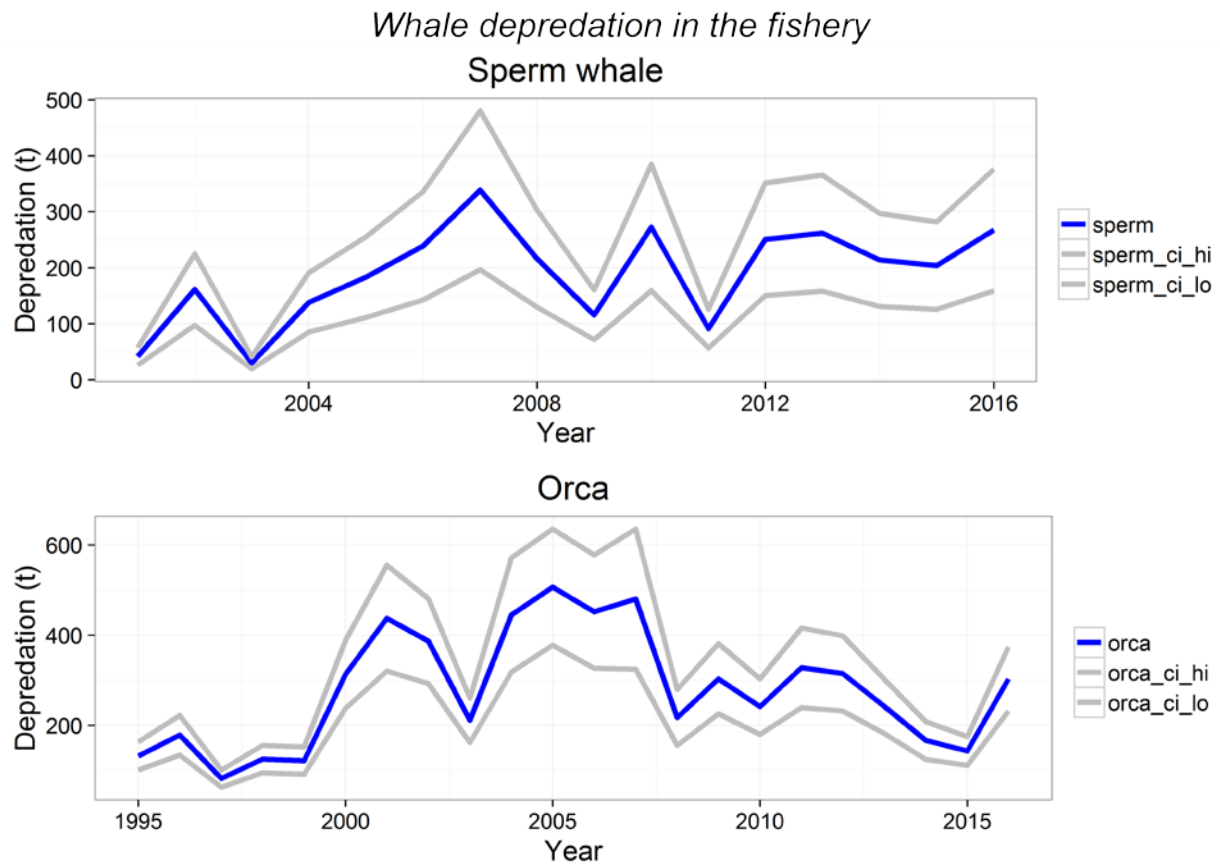 Whale depredation in the fishery
Sperm whale
Depredation (t)
500
400
300
200
100
0
2004 2008 2012 2016
Year
sperm
sperm_ci_hi
sperm_ci_lo
Orca
Depredation (t)
600
400
200
1995 2000 2005 2010 2015
Year
orca
orca_ci_hi
orca_ci_lo